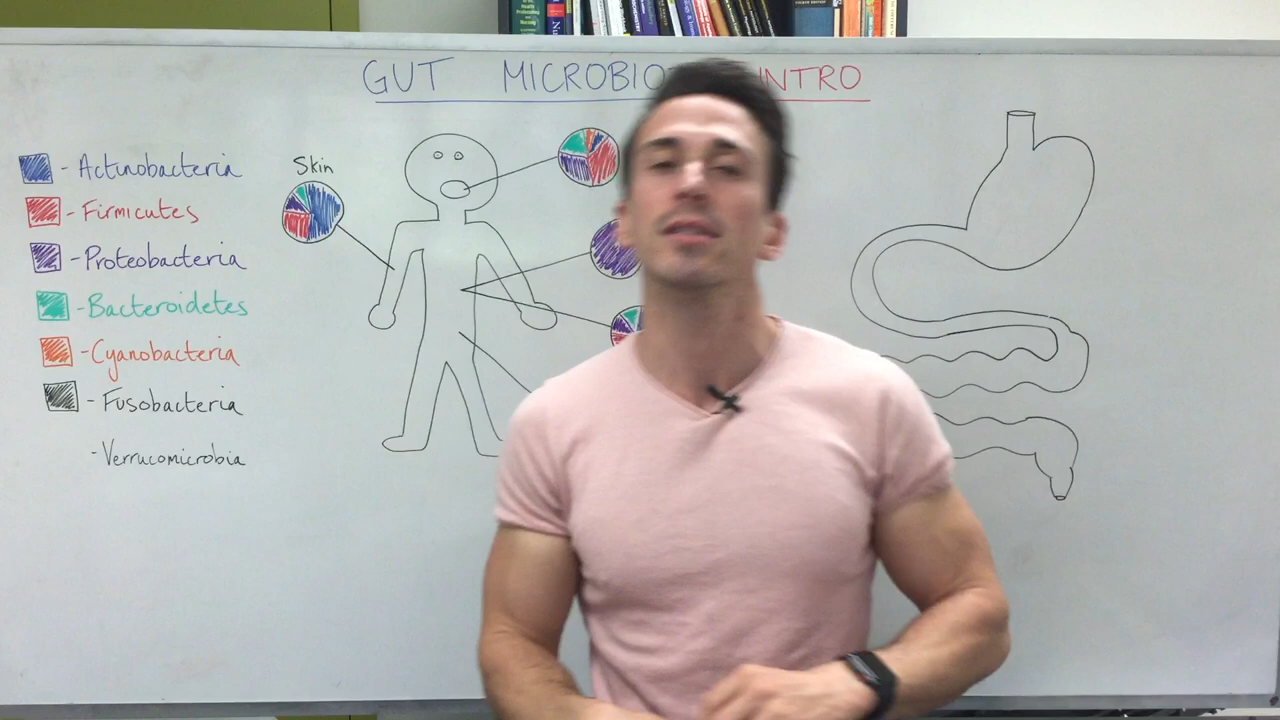 GUT MICROBIO INTRO
Skin
- Actinobacteria
- Firmicutes
- Proteobacteria
- Bacteroidetes
- Cyanobacteria
- Fusobacteria
- Verrucomicrobia